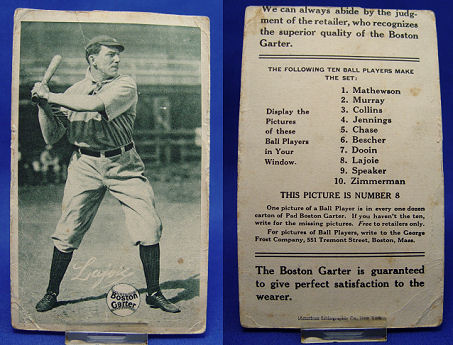 Lajoie
Boston
Garter
We can always abide by the judg-
ment of the retailer, who recognizes
the superior quality of the Boston
Garter.
THE FOLLOWING TEN BALL PLAYERS MAKE
THE SET:
Display the
Pictures
of these
Ball Players
in Your
Window.
1. Mathewson
2. Murray
3. Collins
4. Jennings
5. Chase
6. Bescher
7. Dooin
8. Lajoie
9. Speaker
10. Zimmerman
THIS PICTURE IS NUMBER 8
One picture of a Ball Player is in every one dozen
carton of Pad Boston Garter. If you haven't the ten,
write for the missing pictures. Free to retailers only.
For pictures of Ball Players, write to the George
Frost Company, 551 Tremont Street, Boston, Mass.
The Boston Garter is guaranteed
to give perfect satisfaction to the
wearer.
American Lithographic Co., New York